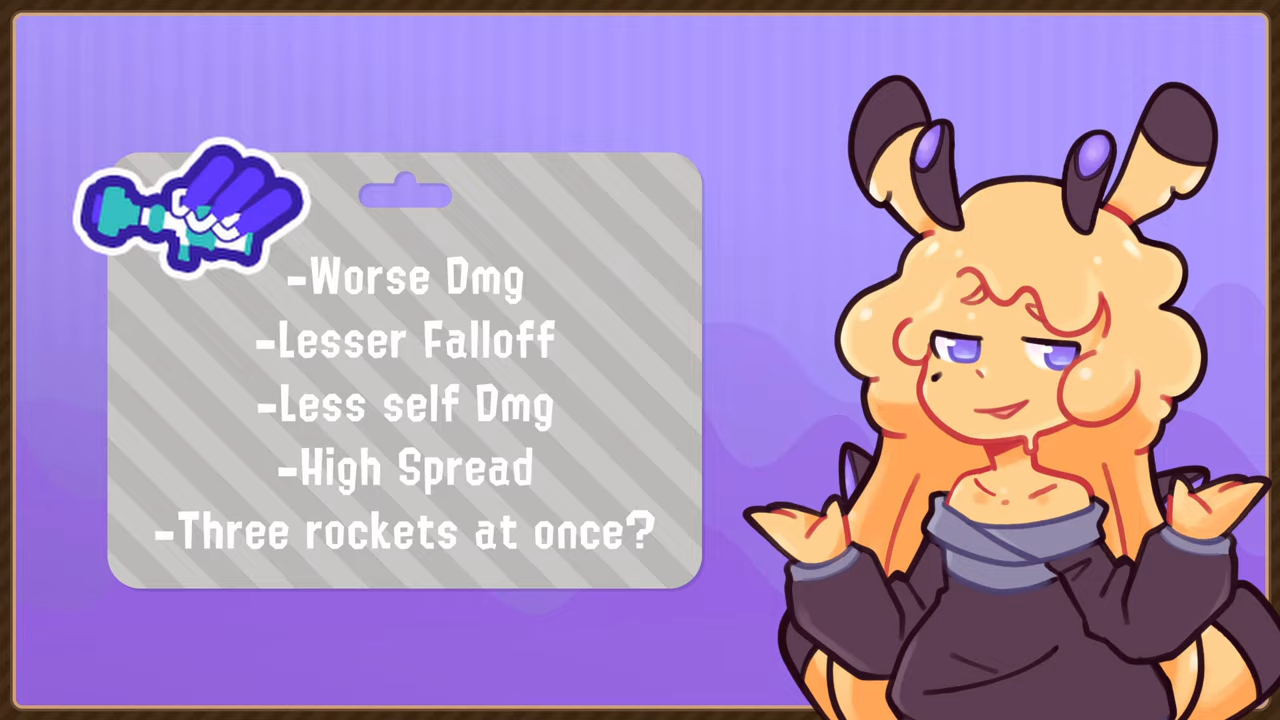 -Worse Dmg
-Lesser Falloff
-Less self Dmg
-High Spread
-Three rockets at once?